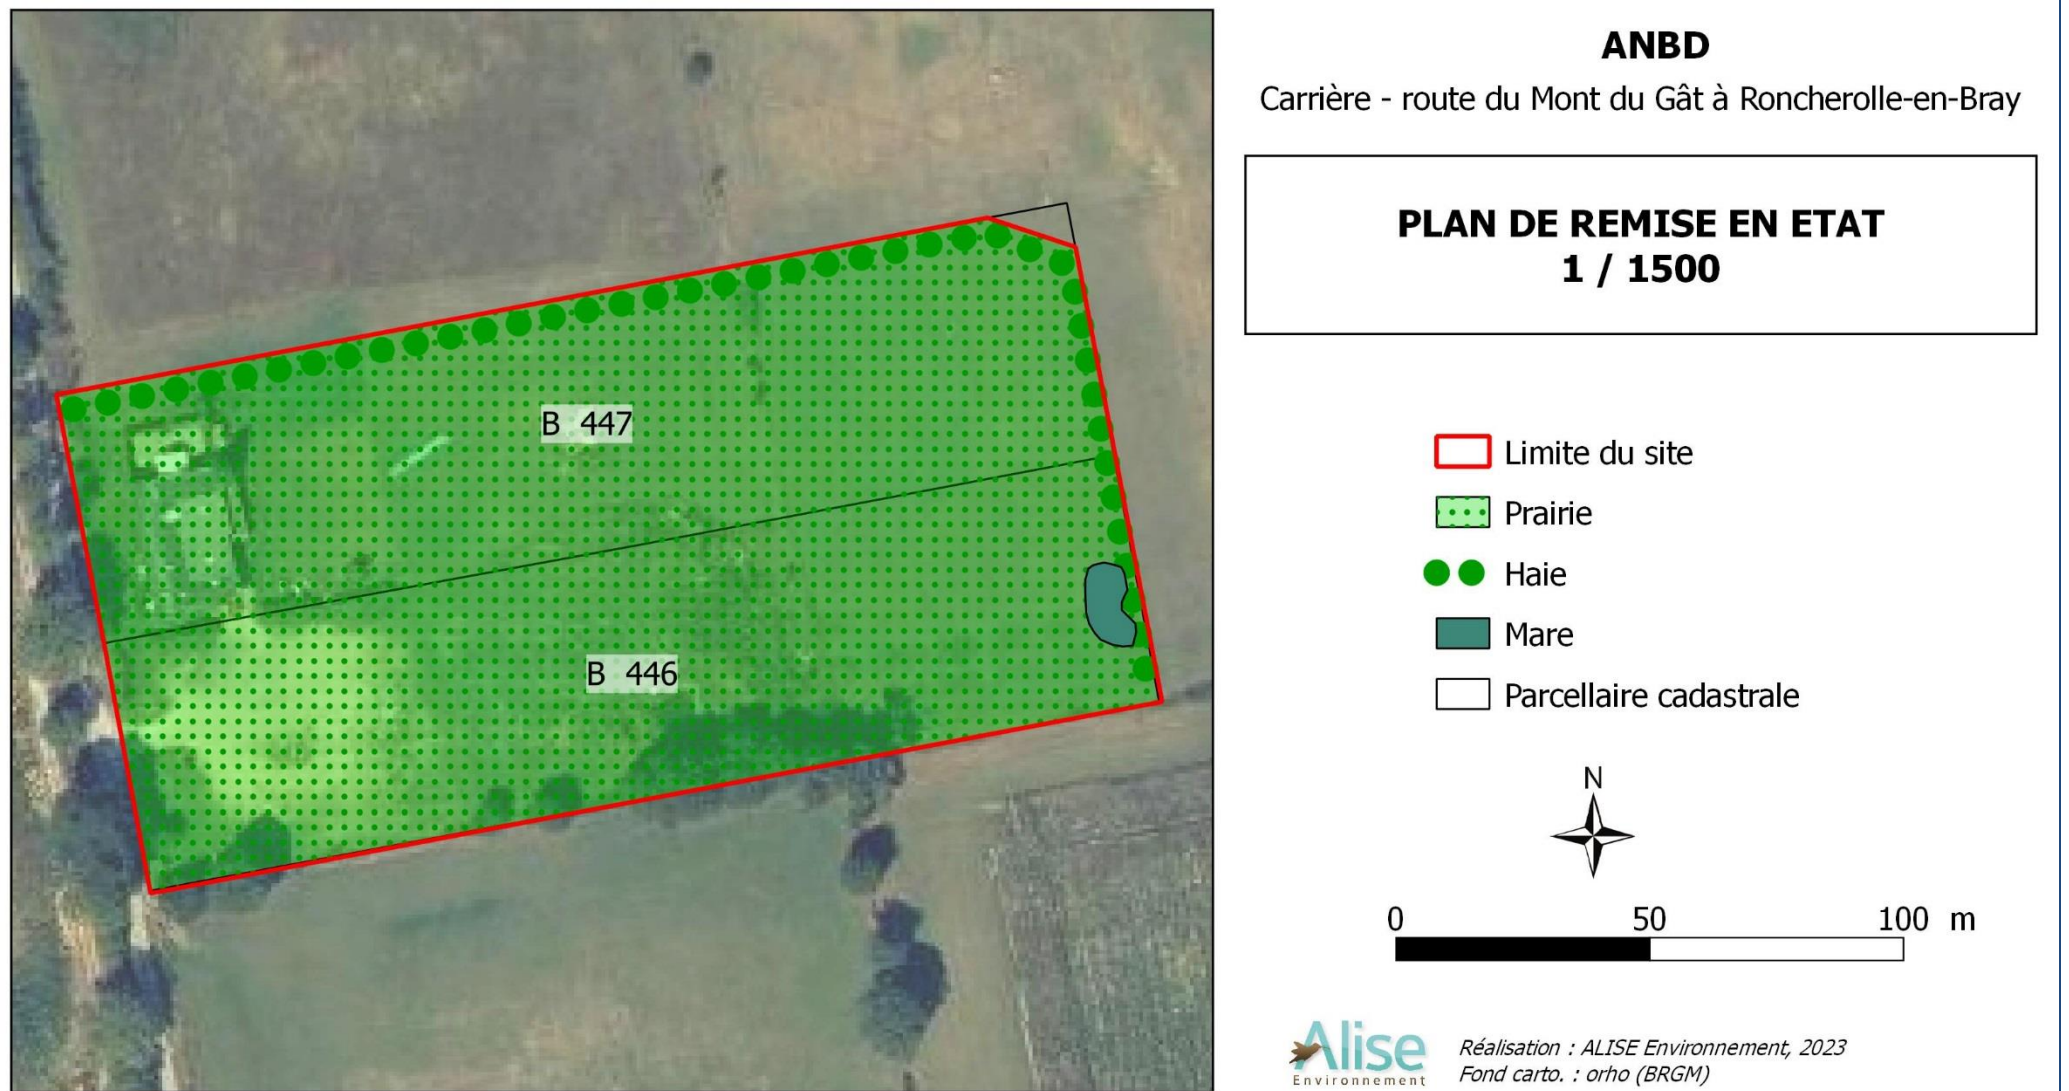 ANBD
Carrière - route du Mont du Gât à Roncherolle-en-Bray
PLAN DE REMISE EN ETAT
1 / 1500
B 447
B 446
Limite du site
Prairie
Haie
Mare
Parcellaire cadastrale
N
0 50 100 m
Alise
Environnement
Réalisation : ALISE Environnement, 2023
Fond carto. : orho (BRGM)